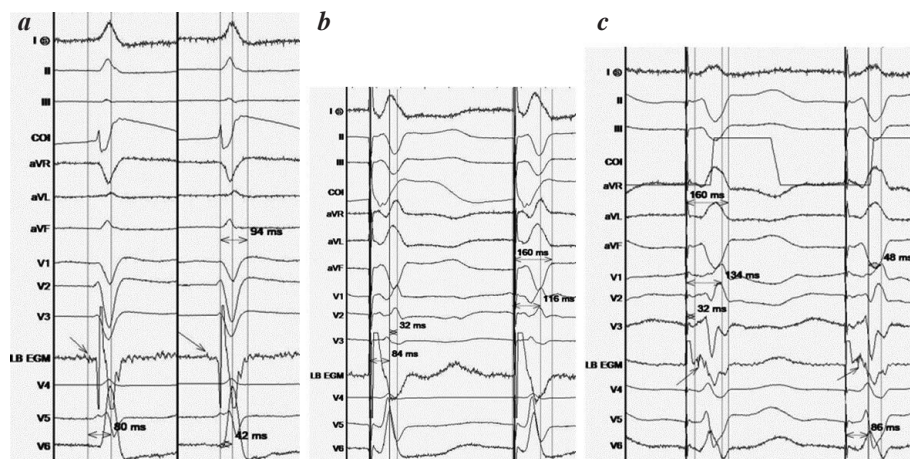 a
I
II
III
COI
aVR
aVL
aVF
94 ms
V1
V2
V3
LB EGM
V4
V5
80 ms
42 ms
V6
b
I
II
III
COI
aVR
aVL
160 ms
aVF
V1
116 ms
V2
32 ms
V3
84 ms
LB EGM
V4
V5
V6
c
I
II
III
COI
aVR
160 ms
aVL
aVF
48 ms
V1
134 ms
V2
32 ms
V3
LB EGM
V4
V5
86 ms
V6